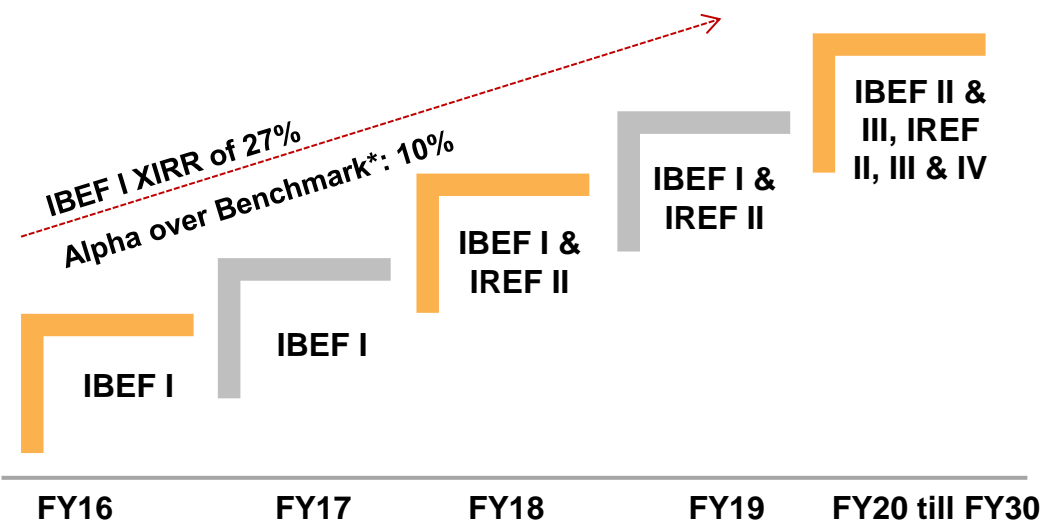 IBEF I XIRR of 27%
Alpha over Benchmark*: 10%
IBEF I
IBEF I
IBEF I &
IREF II
IBEF I &
IREF II
IBEF II &
III, IREF
II, III & IV
FY16
FY17
FY18
FY19
FY20 till FY30